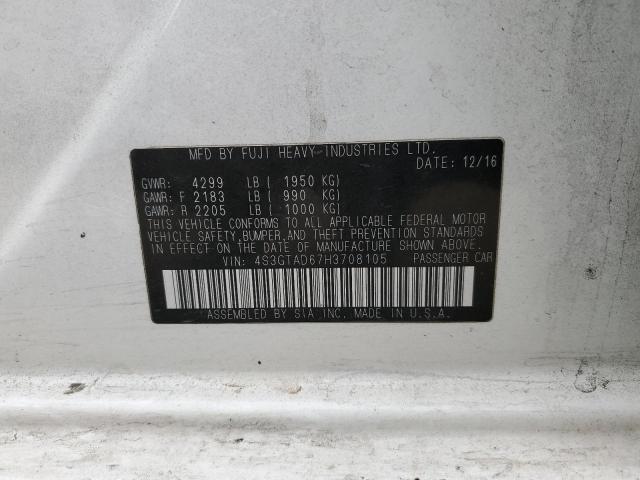 MFD BY FUJI HEAVY INDUSTRIES LTD.
DATE: 12/16
GVWR: 4299 LB ( 1950 KG)
GAWR: F 2183 LB ( 990 KG)
GAWR: R 2205 LB ( 1000 KG)
THIS VEHICLE CONFORMS TO ALL APPLICABLE FEDERAL MOTOR
VEHICLE SAFETY,BUMPER,AND THEFT PREVENTION STANDARDS
IN EFFECT ON THE DATE OF MANUFACTURE SHOWN ABOVE.
VIN: 4S3GTAD67H3708105 PASSENGER CAR
ASSEMBLED BY SIA INC. MADE IN U.S.A.